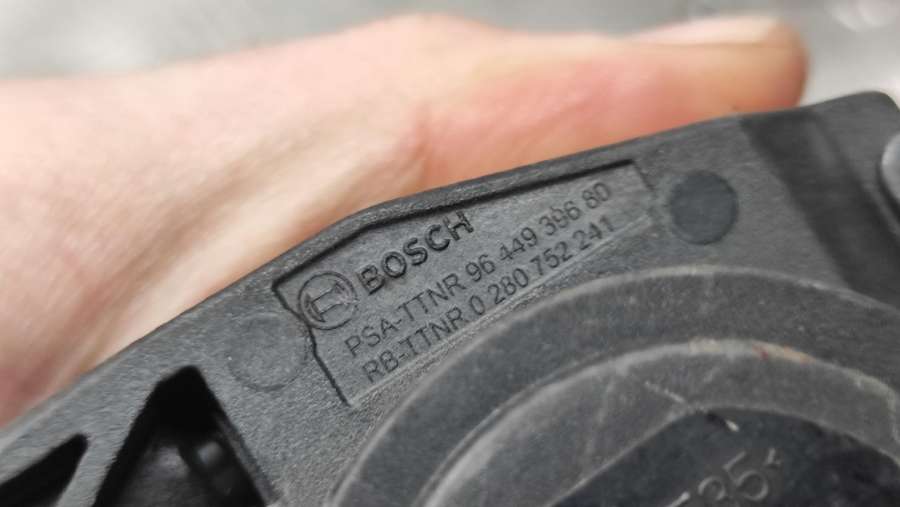 BOSCH
PSA-TTNR 96 449 396 80
RB-TTNR 0 280 752 241